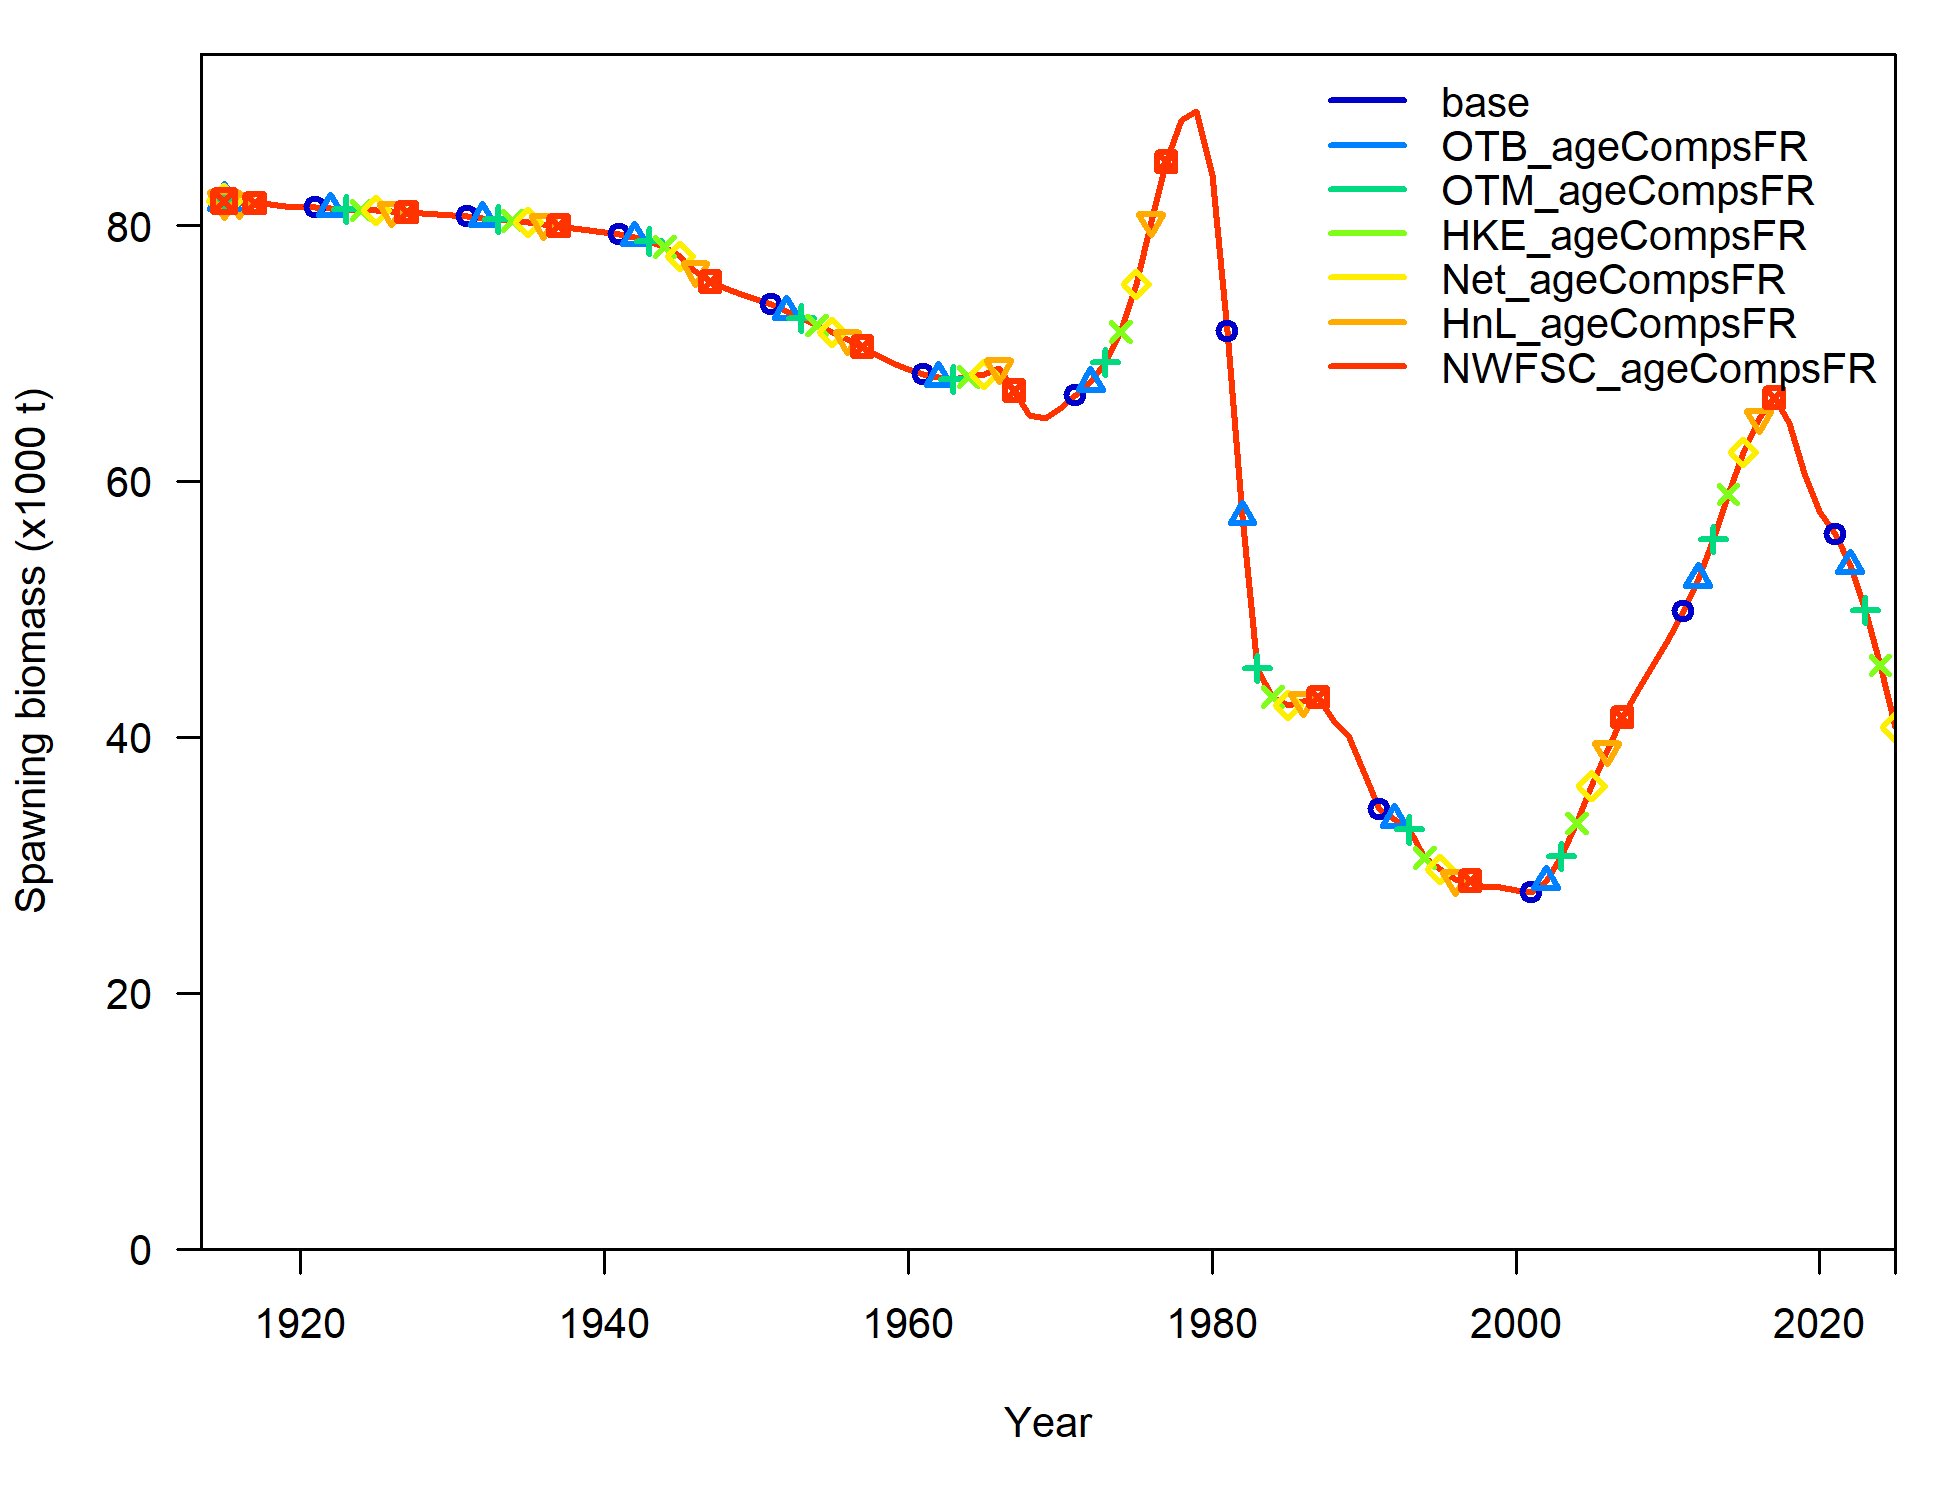 base
OTB_ageCompsFR
OTM_ageCompsFR
HKE_ageCompsFR
Net_ageCompsFR
HnL_ageCompsFR
NWFSC_ageCompsFR
Spawning biomass (x1000 t)
80
60
40
20
0
1920 1940 1960 1980 2000 2020
Year